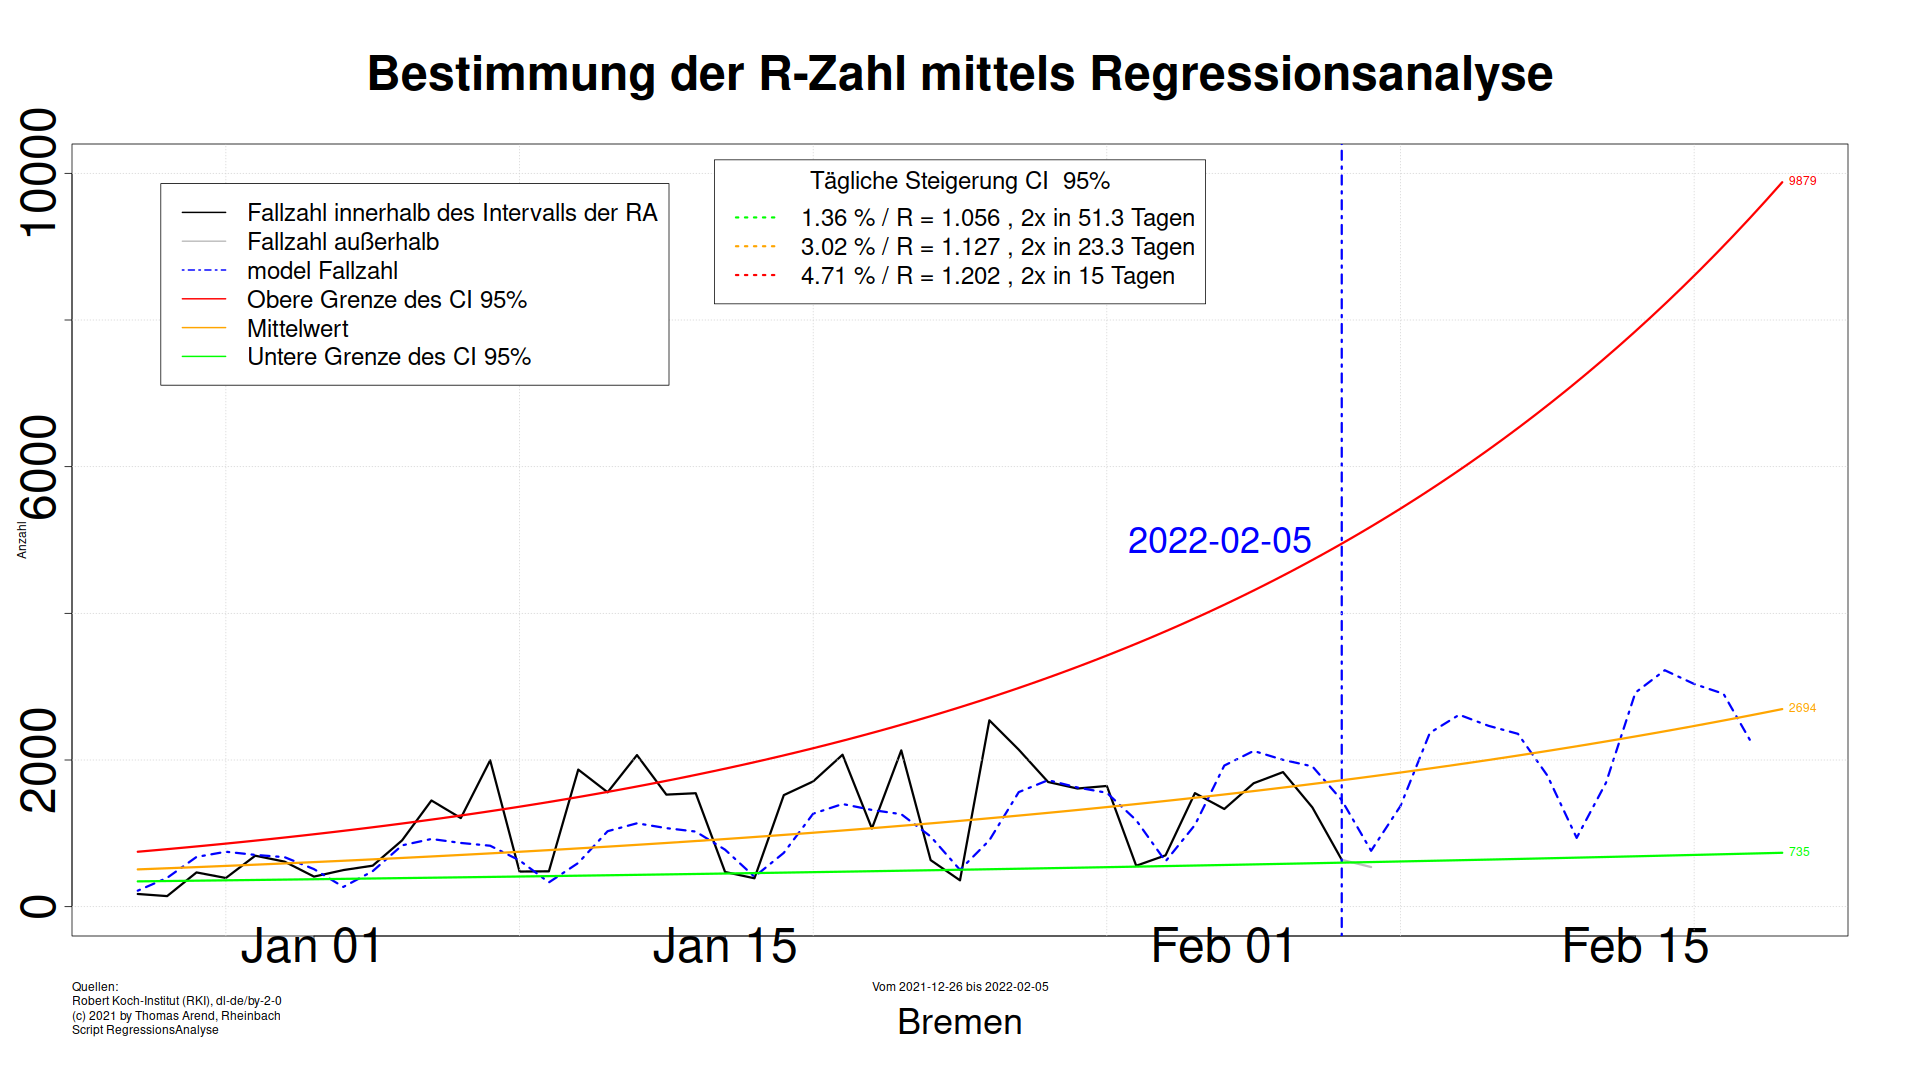 Bestimmung der R-Zahl mittels Regressionsanalyse
10000
6000
2000
0
Anzahl
Fallzahl innerhalb des Intervalls der RA
Fallzahl außerhalb
model Fallzahl
Obere Grenze des CI 95%
Mittelwert
Untere Grenze des CI 95%
Tägliche Steigerung CI  95%
1.36 % / R = 1.056 , 2x in 51.3 Tagen
3.02 % / R = 1.127 , 2x in 23.3 Tagen
4.71 % / R = 1.202 , 2x in 15 Tagen
9879
2022-02-05
2694
735
Jan 01
Jan 15
Feb 01
Feb 15
Quellen:
Robert Koch-Institut (RKI), dl-de/by-2-0
(c) 2021 by Thomas Arend, Rheinbach
Script RegressionsAnalyse
Vom 2021-12-26 bis 2022-02-05
Bremen